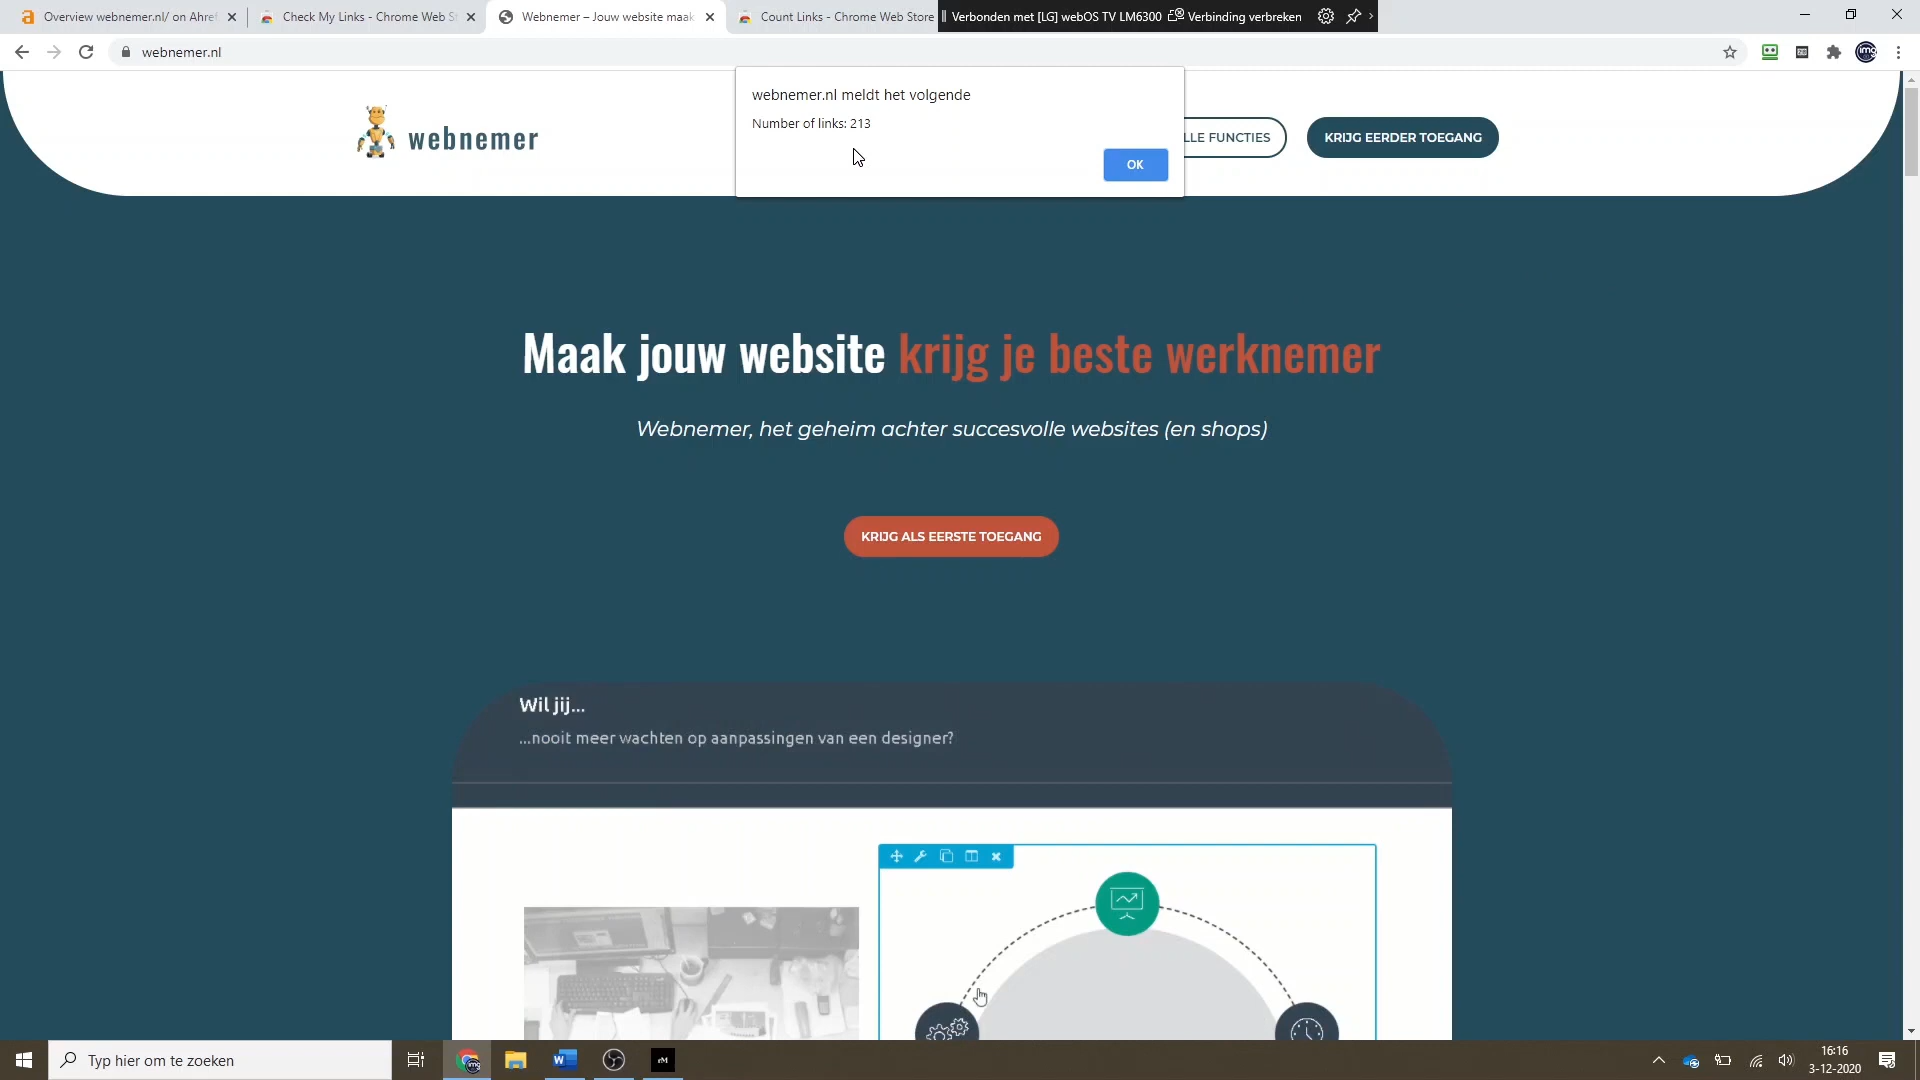 Overview webnemer.nl/ on Ahref
Check My Links - Chrome Web St
Webnemer – Jouw website maak
Count Links - Chrome Web Store
Verbonden met [LG] webOS TV LM6300
Verbinding verbreken
webnemer.nl
webnemer.nl meldt het volgende
Number of links: 213
OK
webnemer
LLE FUNCTIES
KRIJG EERDER TOEGANG
Maak jouw website krijg je beste werknemer
Webnemer, het geheim achter succesvolle websites (en shops)
KRIJG ALS EERSTE TOEGANG
Wil jij...
...nooit meer wachten op aanpassingen van een designer?
Typ hier om te zoeken
rM
16:16
3-12-2020